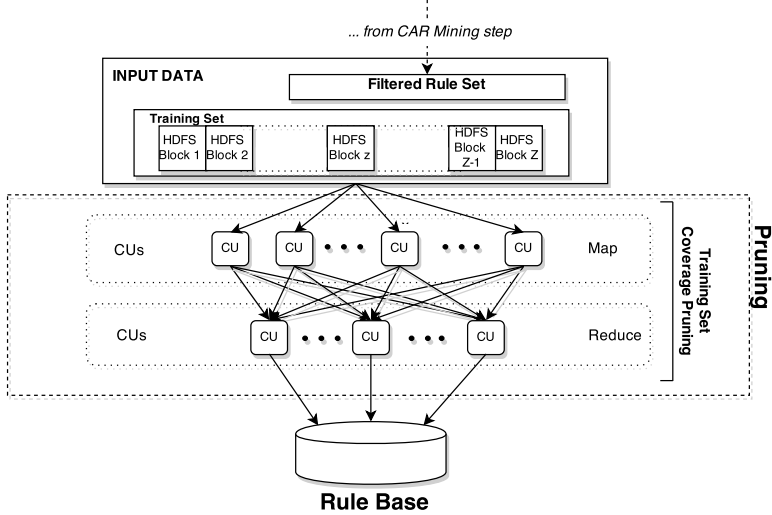 ... from CAR Mining step
INPUT DATA
Filtered Rule Set
Training Set
HDFS
Block 1
HDFS
Block 2
HDFS
Block z
HDFS
Block
Z-1
HDFS
Block Z
CUs
CU
CU
• • •
CU
• • •
CU
Map
CUs
CU
• • •
CU
• • •
CU
Reduce
Training Set
Coverage Pruning
Pruning
Rule Base